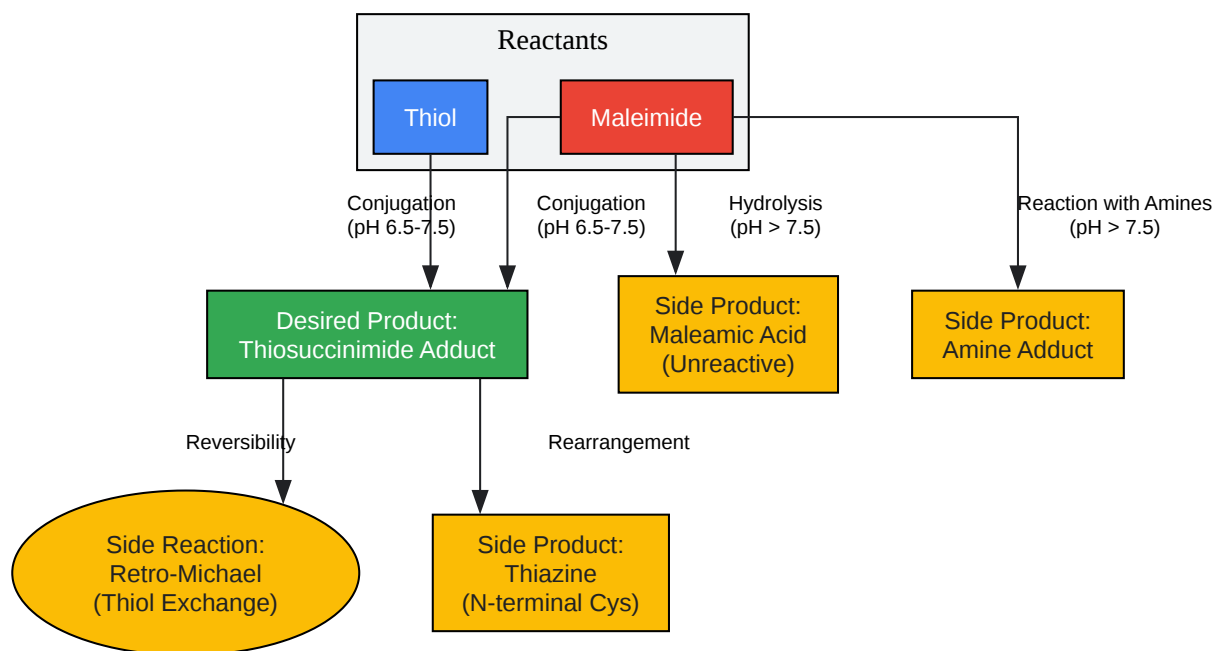 Reactants
Thiol
Maleimide
Conjugation
(pH 6.5-7.5)
Conjugation
(pH 6.5-7.5)
Hydrolysis
(pH > 7.5)
Reaction with Amines
(pH > 7.5)
Desired Product:
Thiosuccinimide Adduct
Side Product:
Maleamic Acid
(Unreactive)
Side Product:
Amine Adduct
Reversibility
Rearrangement
Side Reaction:
Retro-Michael
(Thiol Exchange)
Side Product:
Thiazine
(N-terminal Cys)